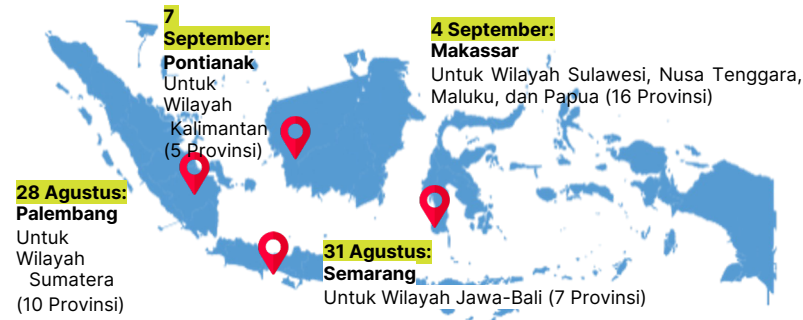 7
September:
Pontianak
Untuk
Wilayah
Kalimantan
(5 Provinsi)
4 September:
Makassar
Untuk Wilayah Sulawesi, Nusa Tenggara,
Maluku, dan Papua (16 Provinsi)
28 Agustus:
Palembang
Untuk
Wilayah
Sumatera
(10 Provinsi)
31 Agustus:
Semarang
Untuk Wilayah Jawa-Bali (7 Provinsi)